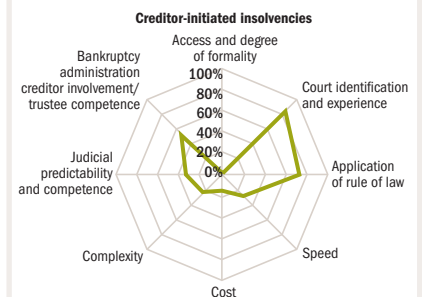 Creditor-initiated insolvencies
Access and degree
of formality
Bankruptcy
administration
creditor involvement/
trustee competence
100%
80%
60%
40%
20%
0%
Court identification
and experience
Judicial
predictability
and competence
Application
of rule of law
Complexity
Speed
Cost